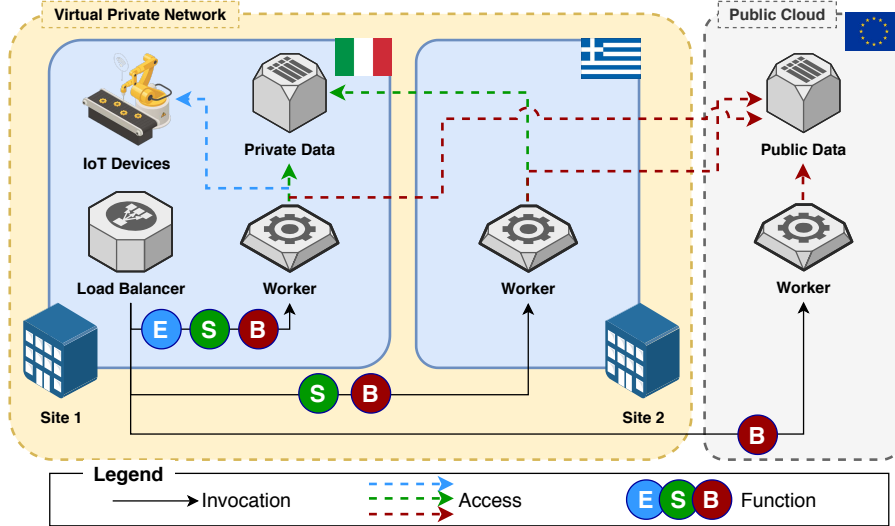 Virtual Private Network
Public Cloud
IoT Devices
Private Data
Public Data
Load Balancer
Worker
Worker
Worker
E
S
B
S
B
B
Site 1
Site 2
Legend
Invocation
Access
E
S
B
Function